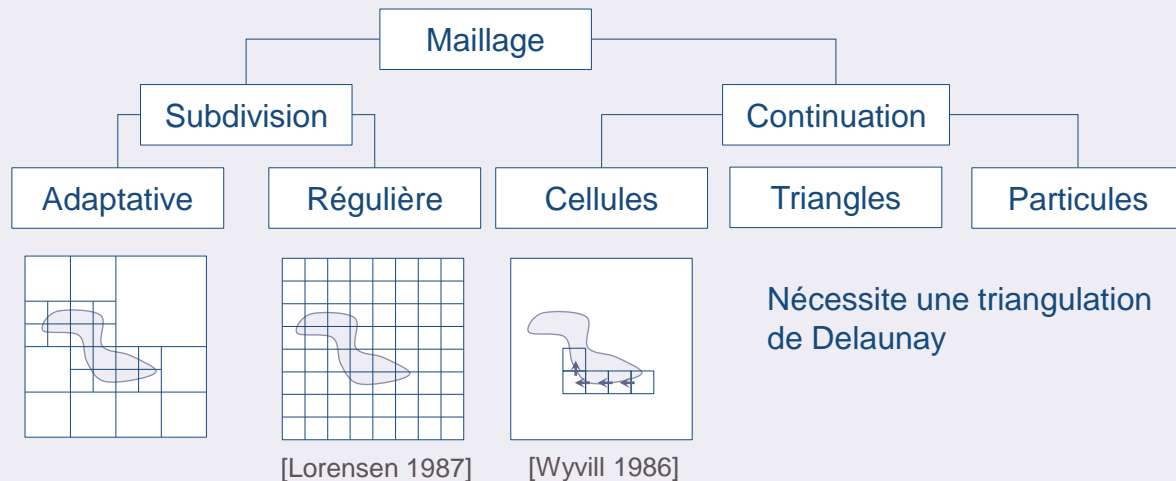 Maillage
Subdivision
Continuation
Adaptative
Régulière
Cellules
Triangles
Particules
Nécessite une triangulation
de Delaunay
[Lorensen 1987]
[Wyvill 1986]